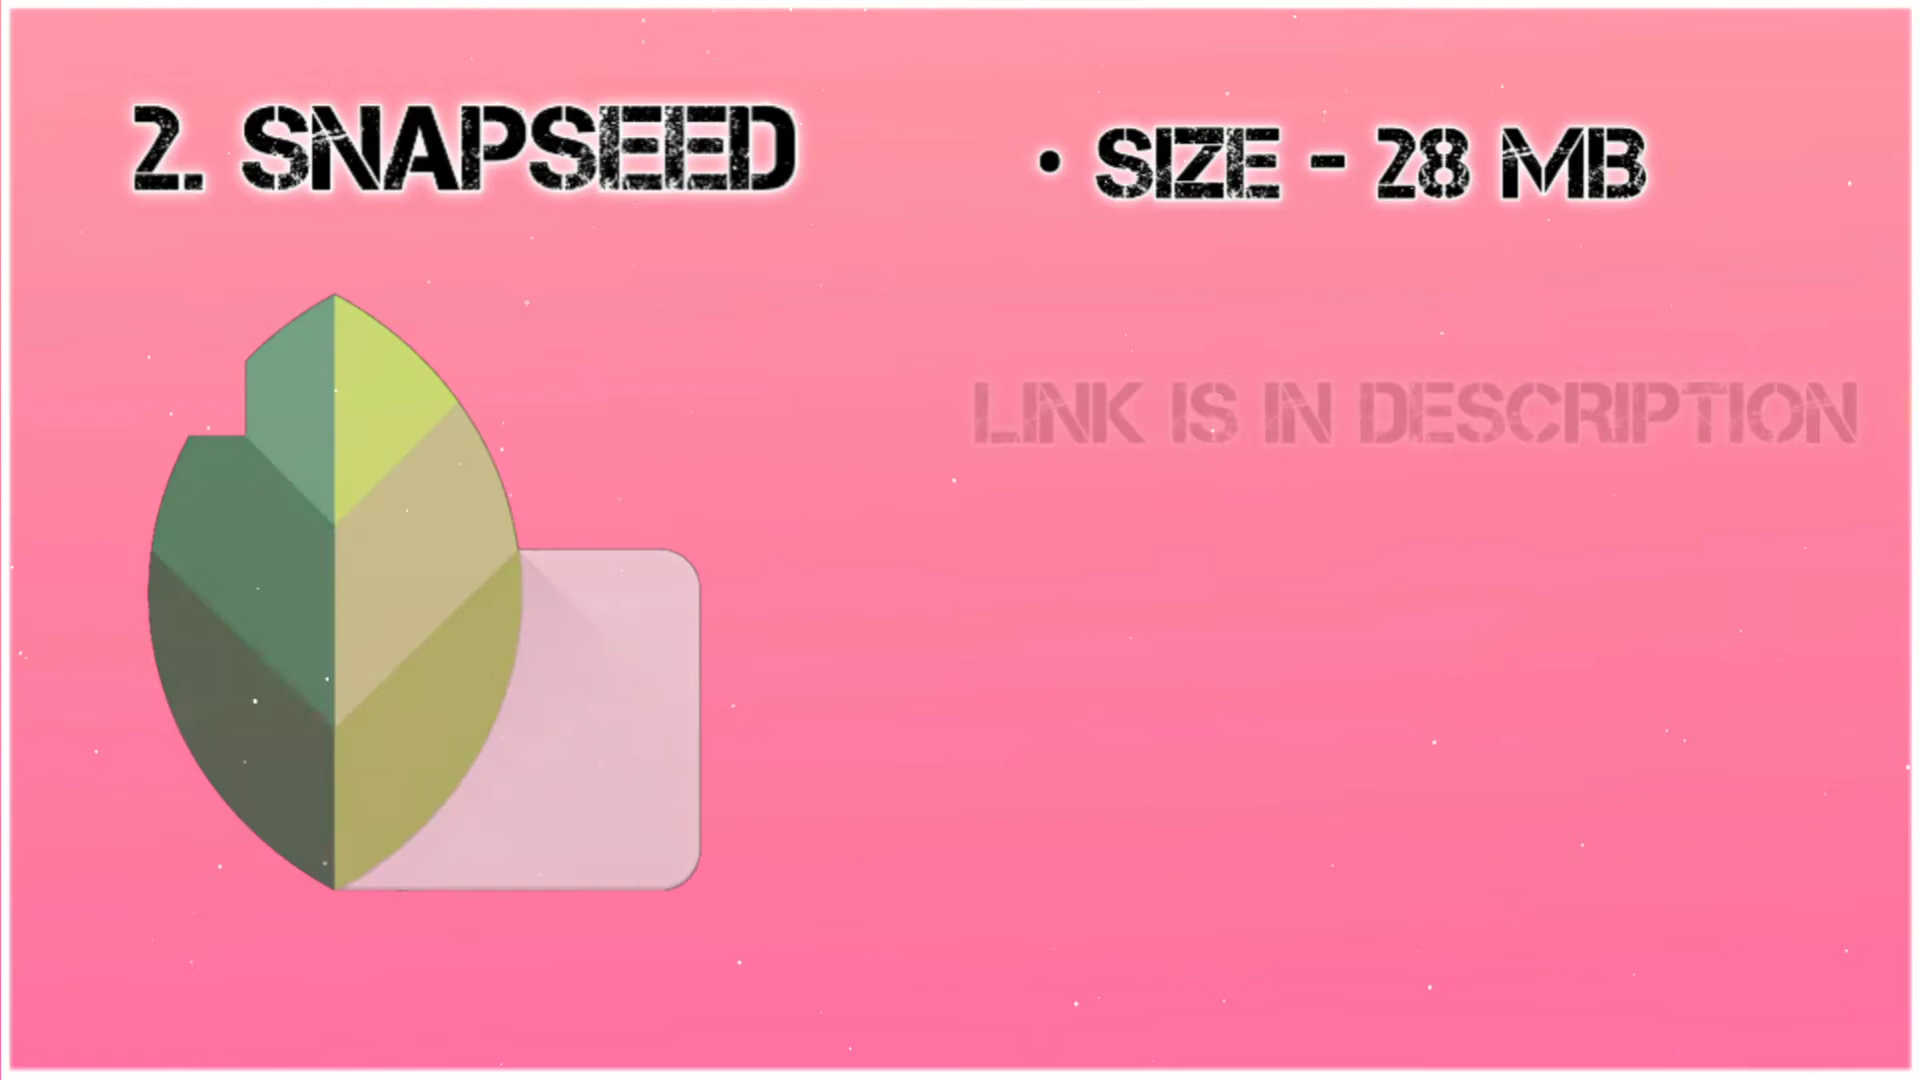 2. SNAPSEED
• SIZE - 28 MB
LINK IS IN DESCRIPTION